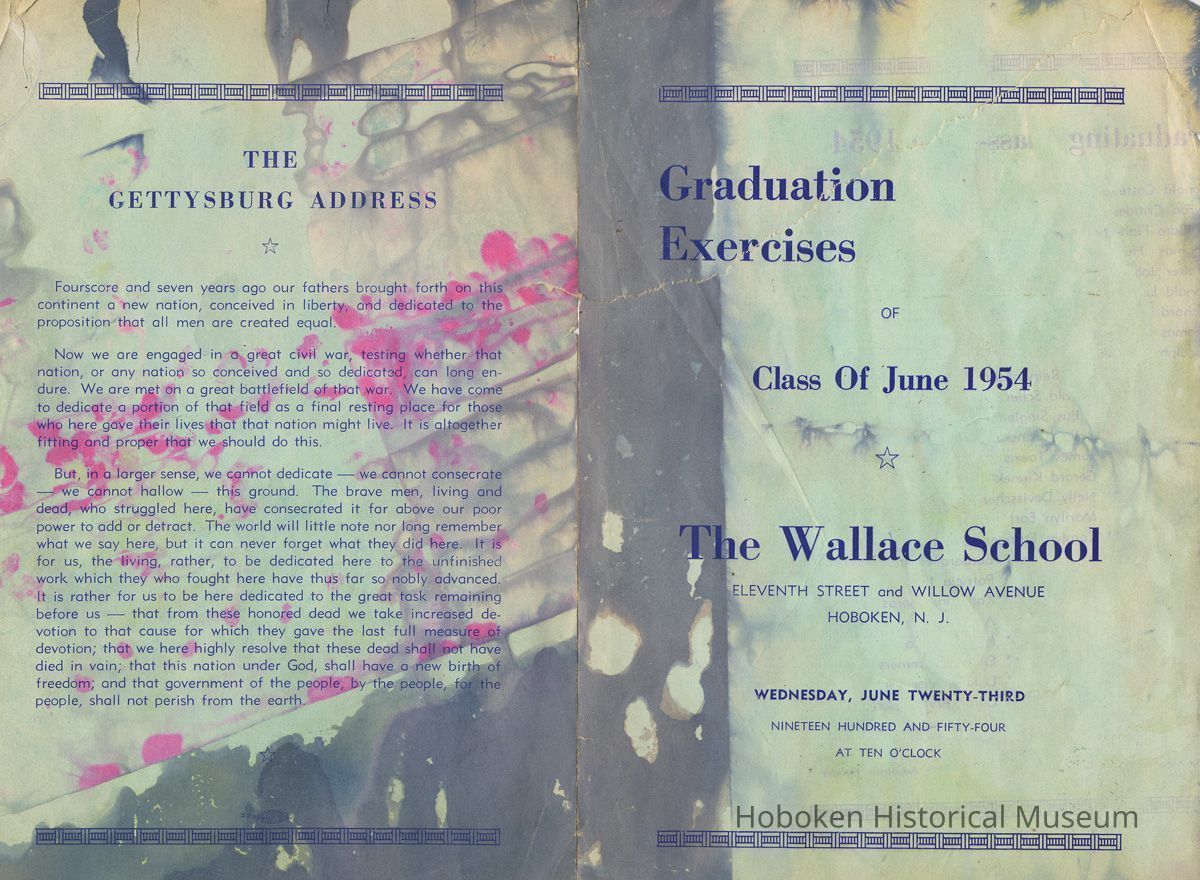 THE
GETTYSBURG ADDRESS
Fourscore and seven years ago our fathers brought forth on this
continent a new nation, conceived in liberty, and dedicated to the
proposition that all men are created equal.
Now we are engaged in a great civil war, testing whether that
nation, or any nation so conceived and so dedicated, can long en-
dure. We are met on a great battlefield of that war. We have come
to dedicate a portion of that field as a final resting place for those
who here gave their lives that that nation might live. It is altogether
fitting and proper that we should do this.
But, in a larger sense, we cannot dedicate — we cannot consecrate
— we cannot hallow — this ground. The brave men, living and
dead, who struggled here, have consecrated it far above our poor
power to add or detract. The world will little note nor long remember
what we say here, but it can never forget what they did here. It is
for us, the living, rather, to be dedicated here to the unfinished
work which they who fought here have thus far so nobly advanced.
It is rather for us to be here dedicated to the great task remaining
before us — that from these honored dead we take increased de-
votion to that cause for which they gave the last full measure of
devotion; that we here highly resolve that these dead shall not have
died in vain; that this nation under God, shall have a new birth of
freedom; and that government of the people, by the people, for the
people, shall not perish from the earth.
Graduation
Exercises
OF
Class Of June 1954
The Wallace School
ELEVENTH STREET and WILLOW AVENUE
HOBOKEN, N. J.
WEDNESDAY, JUNE TWENTY-THIRD
NINETEEN HUNDRED AND FIFTY-FOUR
AT TEN O'CLOCK
Hoboken Historical Museum